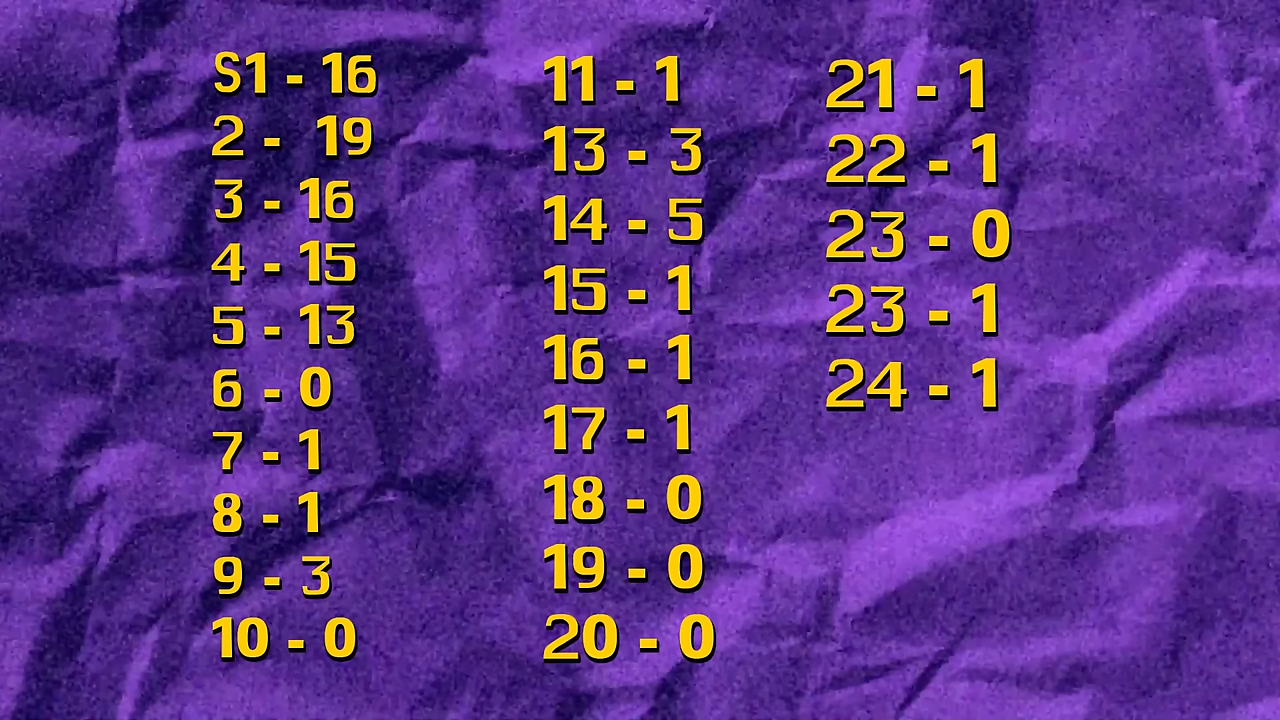 S1 - 16
2 - 19
3 - 16
4 - 15
5 - 13
6 - 0
7 - 1
8 - 1
9 - 3
10 - 0
11 - 1
13 - 3
14 - 5
15 - 1
16 - 1
17 - 1
18 - 0
19 - 0
20 - 0
21 - 1
22 - 1
23 - 0
23 - 1
24 - 1